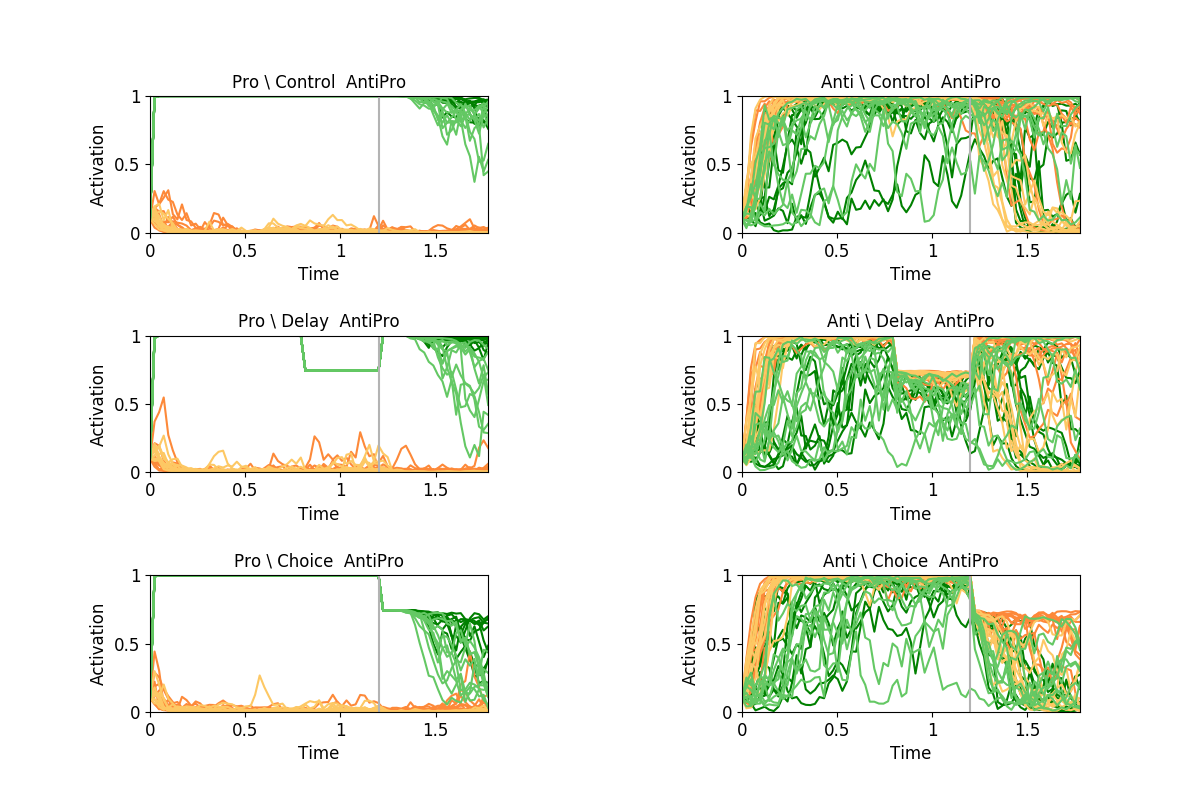 Pro \ Control  AntiPro
Activation
1
0.5
0
0
0.5
1
1.5
Time
Anti \ Control  AntiPro
Activation
1
0.5
0
0
0.5
1
1.5
Time
Pro \ Delay  AntiPro
Activation
1
0.5
0
0
0.5
1
1.5
Time
Anti \ Delay  AntiPro
Activation
1
0.5
0
0
0.5
1
1.5
Time
Pro \ Choice  AntiPro
Activation
1
0.5
0
0
0.5
1
1.5
Time
Anti \ Choice  AntiPro
Activation
1
0.5
0
0
0.5
1
1.5
Time